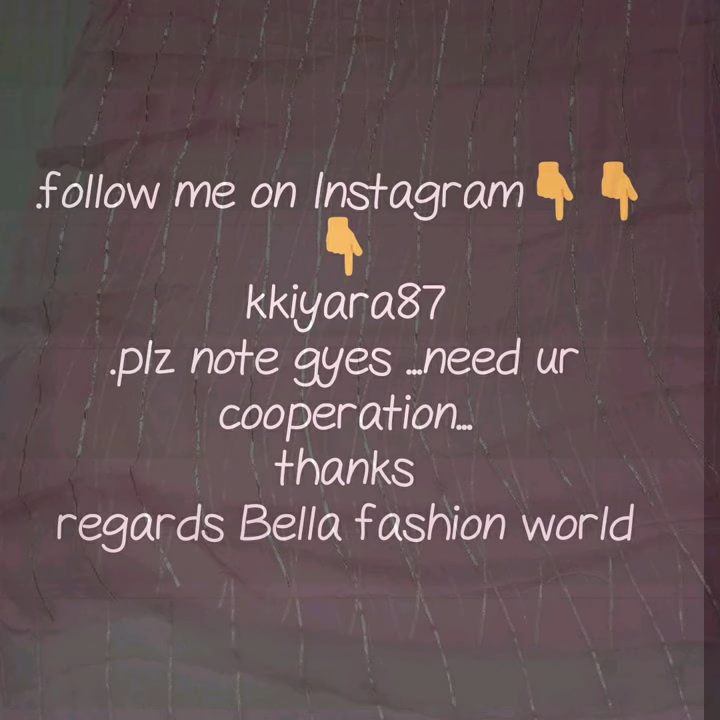 .follow me on Instagram👇 👇
👇
kkiyara87
.plz note gyes ...need ur
cooperation...
thanks
regards Bella fashion world